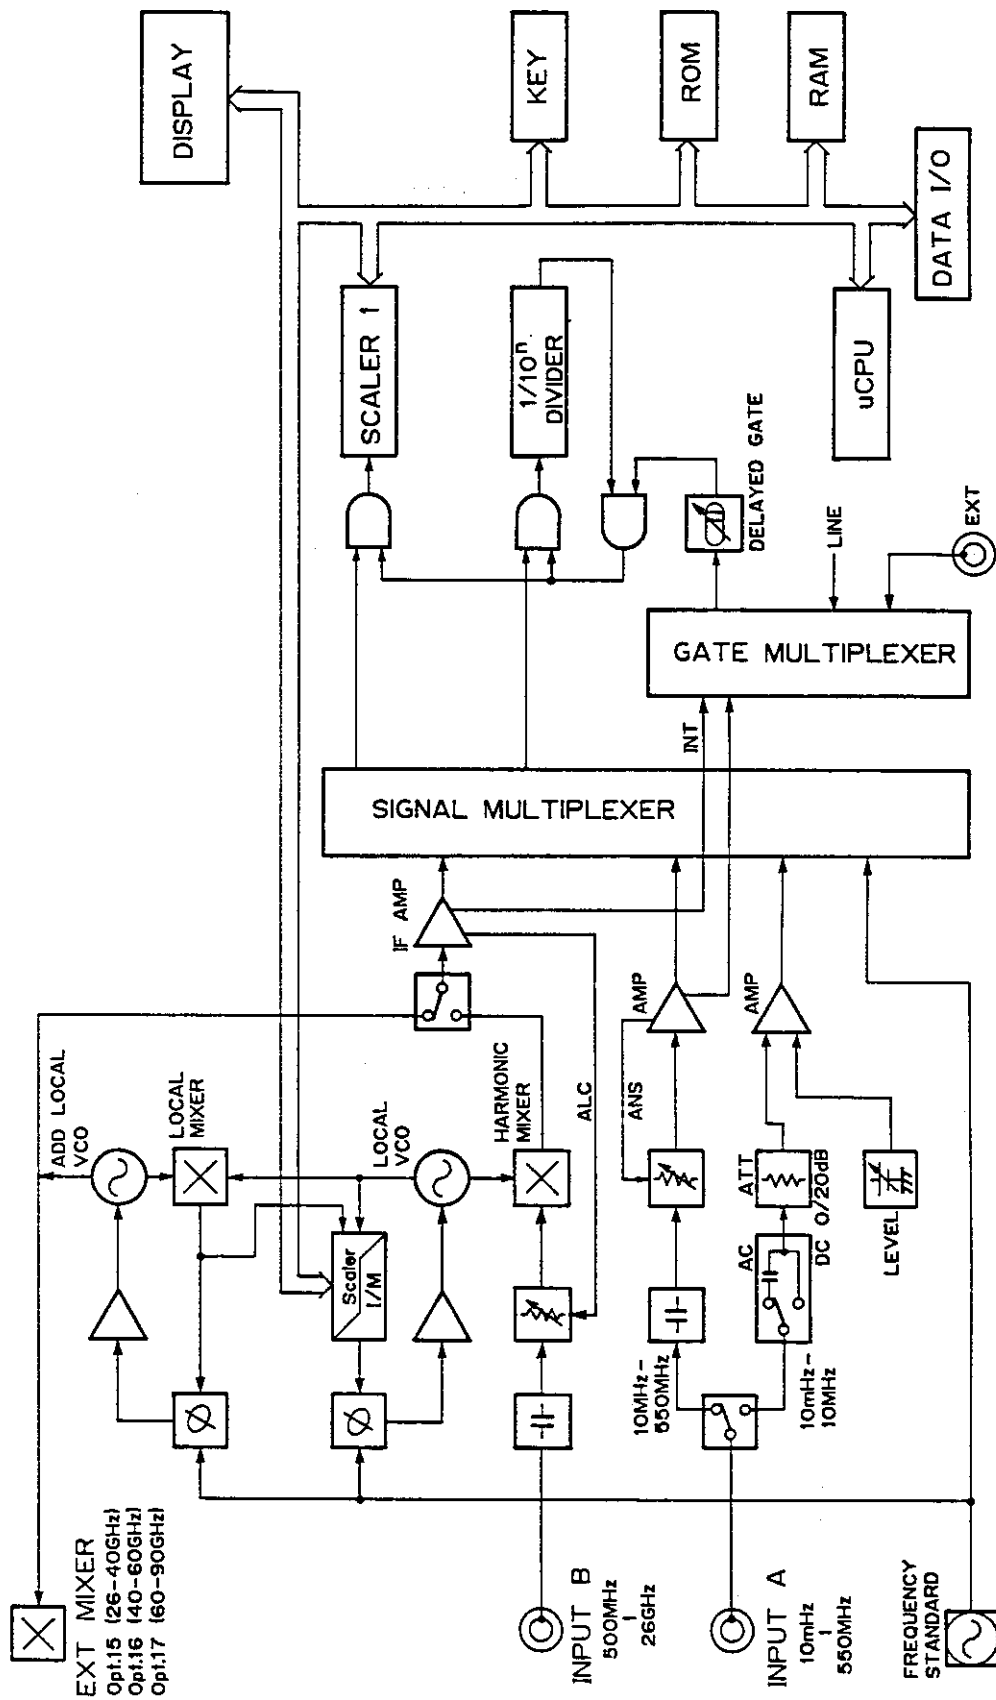 EXT MIXER
Opt.15 (26-40GHz)
Opt.16 (40-60GHz)
Opt.17 (60-90GHz)
ADD LOCAL
VCO
LOCAL
MIXER
Scaler
1/M
LOCAL
VCO
HARMONIC
MIXER
IF AMP
ALC
INPUT B
500MHz
26GHz
INPUT A
10mHz
550MHz
10MHz-
550MHz
10mHz-
10MHz
ANS
AMP
AC
DC
ATT
0/20dB
AMP
LEVEL
FREQUENCY
STANDARD
SIGNAL MULTIPLEXER
INT
GATE MULTIPLEXER
LINE
EXT
DELAYED GATE
SCALER 1
1/10ⁿ
DIVIDER
DISPLAY
KEY
ROM
RAM
DATA I/O
uCPU